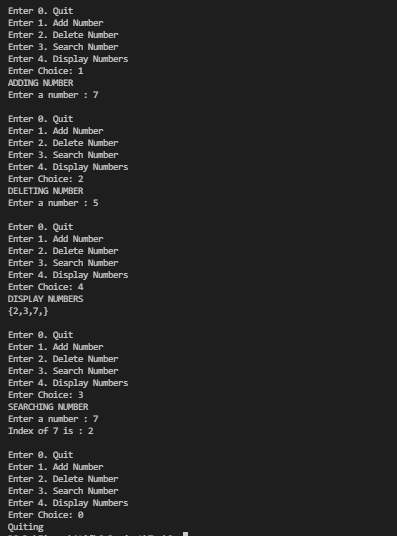 Enter 0. Quit
Enter 1. Add Number
Enter 2. Delete Number
Enter 3. Search Number
Enter 4. Display Numbers
Enter Choice: 1
ADDING NUMBER
Enter a number : 7
Enter 0. Quit
Enter 1. Add Number
Enter 2. Delete Number
Enter 3. Search Number
Enter 4. Display Numbers
Enter Choice: 2
DELETING NUMBER
Enter a number : 5
Enter 0. Quit
Enter 1. Add Number
Enter 2. Delete Number
Enter 3. Search Number
Enter 4. Display Numbers
Enter Choice: 4
DISPLAY NUMBERS
{2,3,7,}
Enter 0. Quit
Enter 1. Add Number
Enter 2. Delete Number
Enter 3. Search Number
Enter 4. Display Numbers
Enter Choice: 3
SEARCHING NUMBER
Enter a number : 7
Index of 7 is : 2
Enter 0. Quit
Enter 1. Add Number
Enter 2. Delete Number
Enter 3. Search Number
Enter 4. Display Numbers
Enter Choice: 0
Quiting